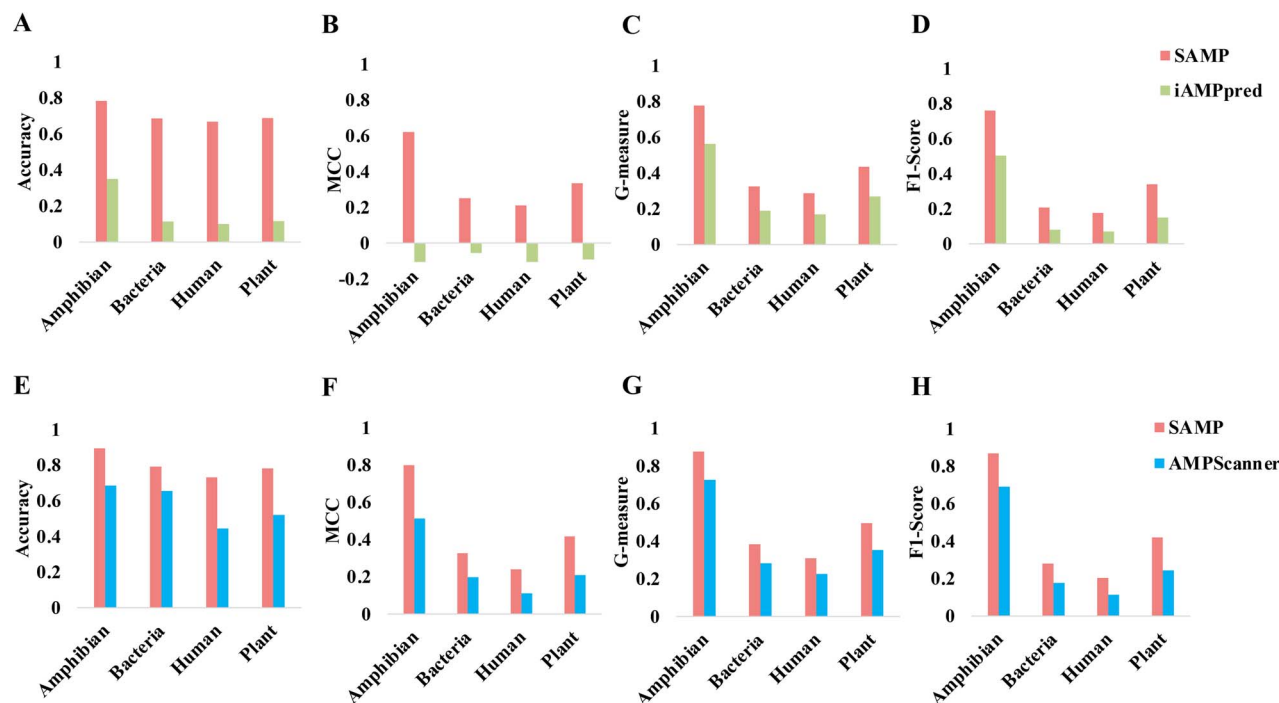 A
Accuracy
1
0.8
0.6
0.4
0.2
0
Amphibian
Bacteria
Human
Plant
B
MCC
1
0.8
0.6
0.4
0.2
0
-0.2
Amphibian
Bacteria
Human
Plant
C
G-measure
1
0.8
0.6
0.4
0.2
0
Amphibian
Bacteria
Human
Plant
D
F1-Score
1
0.8
0.6
0.4
0.2
0
Amphibian
Bacteria
Human
Plant
SAMP
iAMPpred
E
Accuracy
1
0.8
0.6
0.4
0.2
0
Amphibian
Bacteria
Human
Plant
F
MCC
1
0.8
0.6
0.4
0.2
0
Amphibian
Bacteria
Human
Plant
G
G-measure
1
0.8
0.6
0.4
0.2
0
Amphibian
Bacteria
Human
Plant
H
F1-Score
1
0.8
0.6
0.4
0.2
0
Amphibian
Bacteria
Human
Plant
SAMP
AMPScanner